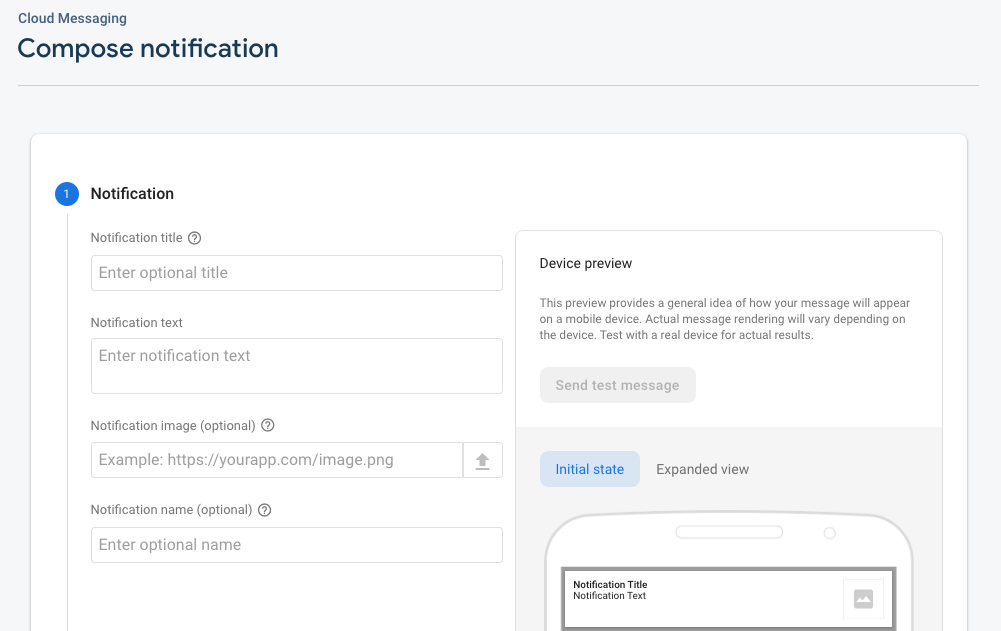 Cloud Messaging
Compose notification
1 Notification
Notification title
Enter optional title
Notification text
Enter notification text
Notification image (optional)
Example: https://yourapp.com/image.png
Notification name (optional)
Enter optional name
Device preview
This preview provides a general idea of how your message will appear
on a mobile device. Actual message rendering will vary depending on
the device. Test with a real device for actual results.
Send test message
Initial state Expanded view
Notification Title
Notification Text